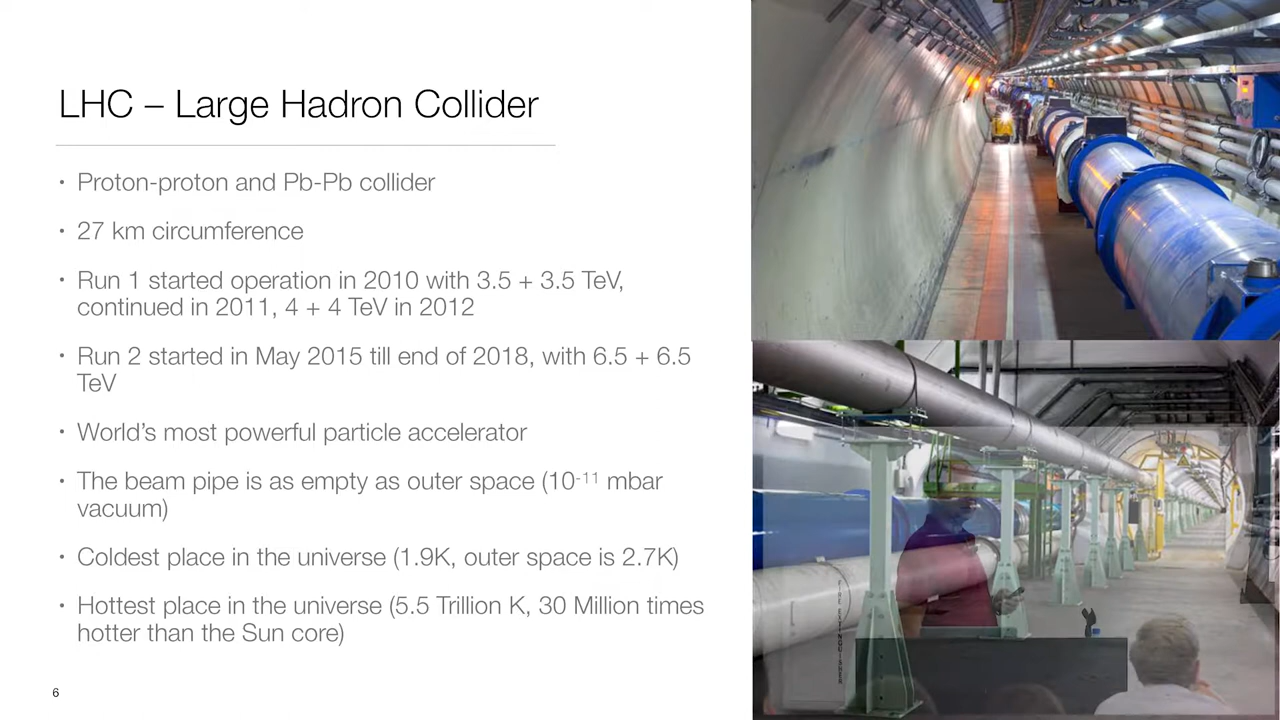 LHC – Large Hadron Collider
• Proton-proton and Pb-Pb collider
• 27 km circumference
• Run 1 started operation in 2010 with 3.5 + 3.5 TeV,
continued in 2011, 4 + 4 TeV in 2012
• Run 2 started in May 2015 till end of 2018, with 6.5 + 6.5
TeV
• World’s most powerful particle accelerator
• The beam pipe is as empty as outer space (10-11 mbar
vacuum)
• Coldest place in the universe (1.9K, outer space is 2.7K)
• Hottest place in the universe (5.5 Trillion K, 30 Million times
hotter than the Sun core)
FIRE EXTINGUISHER
6